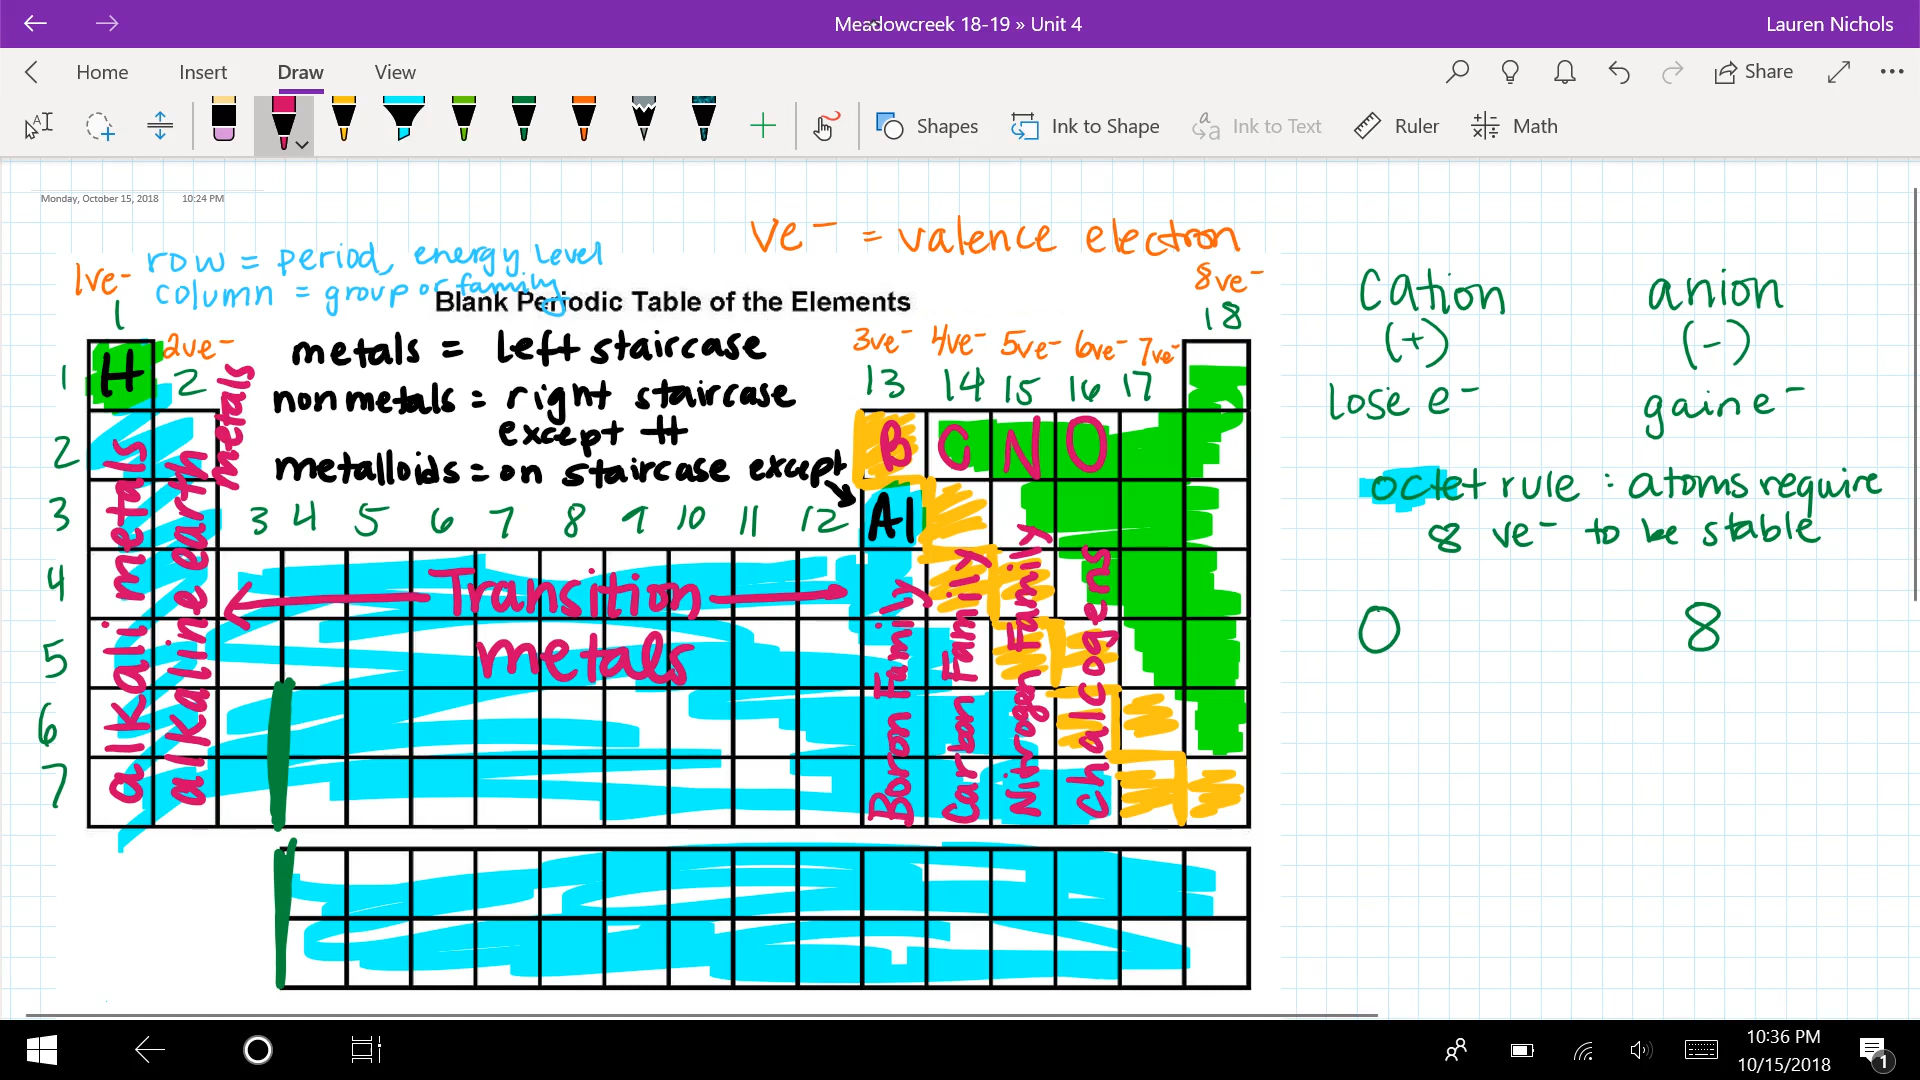 Meadowcreek 18-19 » Unit 4
Lauren Nichols
Home Insert Draw View
Share
Shapes Ink to Shape Ink to Text Ruler Math
Monday, October 15, 2018 10:24 PM
ve- = valence electron
row = period, energy level
column = group or family
1ve-
8ve-
Blank Periodic Table of the Elements
1
18
2ve-
2
metals = left staircase
nonmetals = right staircase
except H
metalloids = on staircase except
3ve- 4ve- 5ve- 6ve- 7ve-
13 14 15 16 17
1
2
3
4
5
6
7
H
B C N O
Al
3 4 5 6 7 8 9 10 11 12
alkali metals
alkaline earth metals
Transition
metals
Boron Family
Carbon Family
Nitrogen Family
chalcogens
Cation anion
(+) (-)
lose e- gain e-
octet rule : atoms require
8 ve- to be stable
0 8
10:36 PM
10/15/2018
1